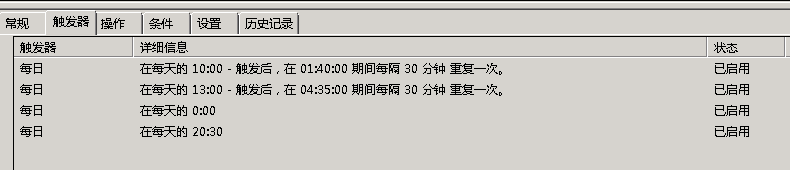 常规 触发器 操作 条件 设置 历史记录
触发器 详细信息 状态
每日 在每天的 10:00 - 触发后，在 01:40:00 期间每隔 30 分钟 重复一次。 已启用
每日 在每天的 13:00 - 触发后，在 04:35:00 期间每隔 30 分钟 重复一次。 已启用
每日 在每天的 0:00 已启用
每日 在每天的 20:30 已启用